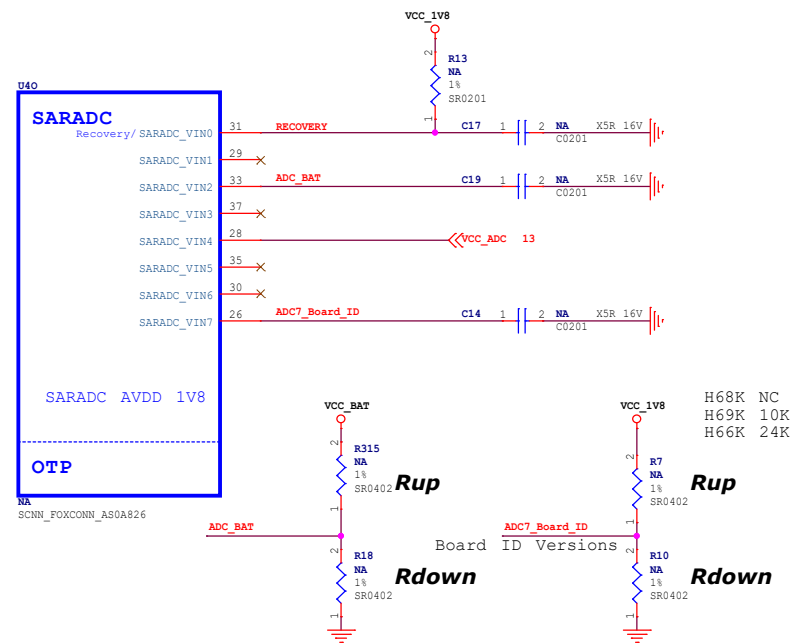 VCC_1V8
2
R13
NA
1%
SR0201
1
U4O
SARADC
Recovery/ SARADC_VIN0 31 RECOVERY C17 1 2 NA X5R 16V
C0201
SARADC_VIN1 29
SARADC_VIN2 33 ADC_BAT C19 1 2 NA X5R 16V
C0201
SARADC_VIN3 37
SARADC_VIN4 28 VCC_ADC 13
SARADC_VIN5 35
SARADC_VIN6 30
SARADC_VIN7 26 ADC7_Board_ID C14 1 2 NA X5R 16V
C0201
SARADC AVDD 1V8
OTP
NA
SCNN_FOXCONN_AS0A826
VCC_BAT
2
R315
NA
1%
SR0402
Rup
1
ADC_BAT
2
R18
NA
1%
SR0402
Rdown
1
VCC_1V8
H68K NC
H69K 10K
H66K 24K
2
R7
NA
1%
SR0402
Rup
1
ADC7_Board_ID
Board ID Versions
2
R10
NA
1%
SR0402
Rdown
1